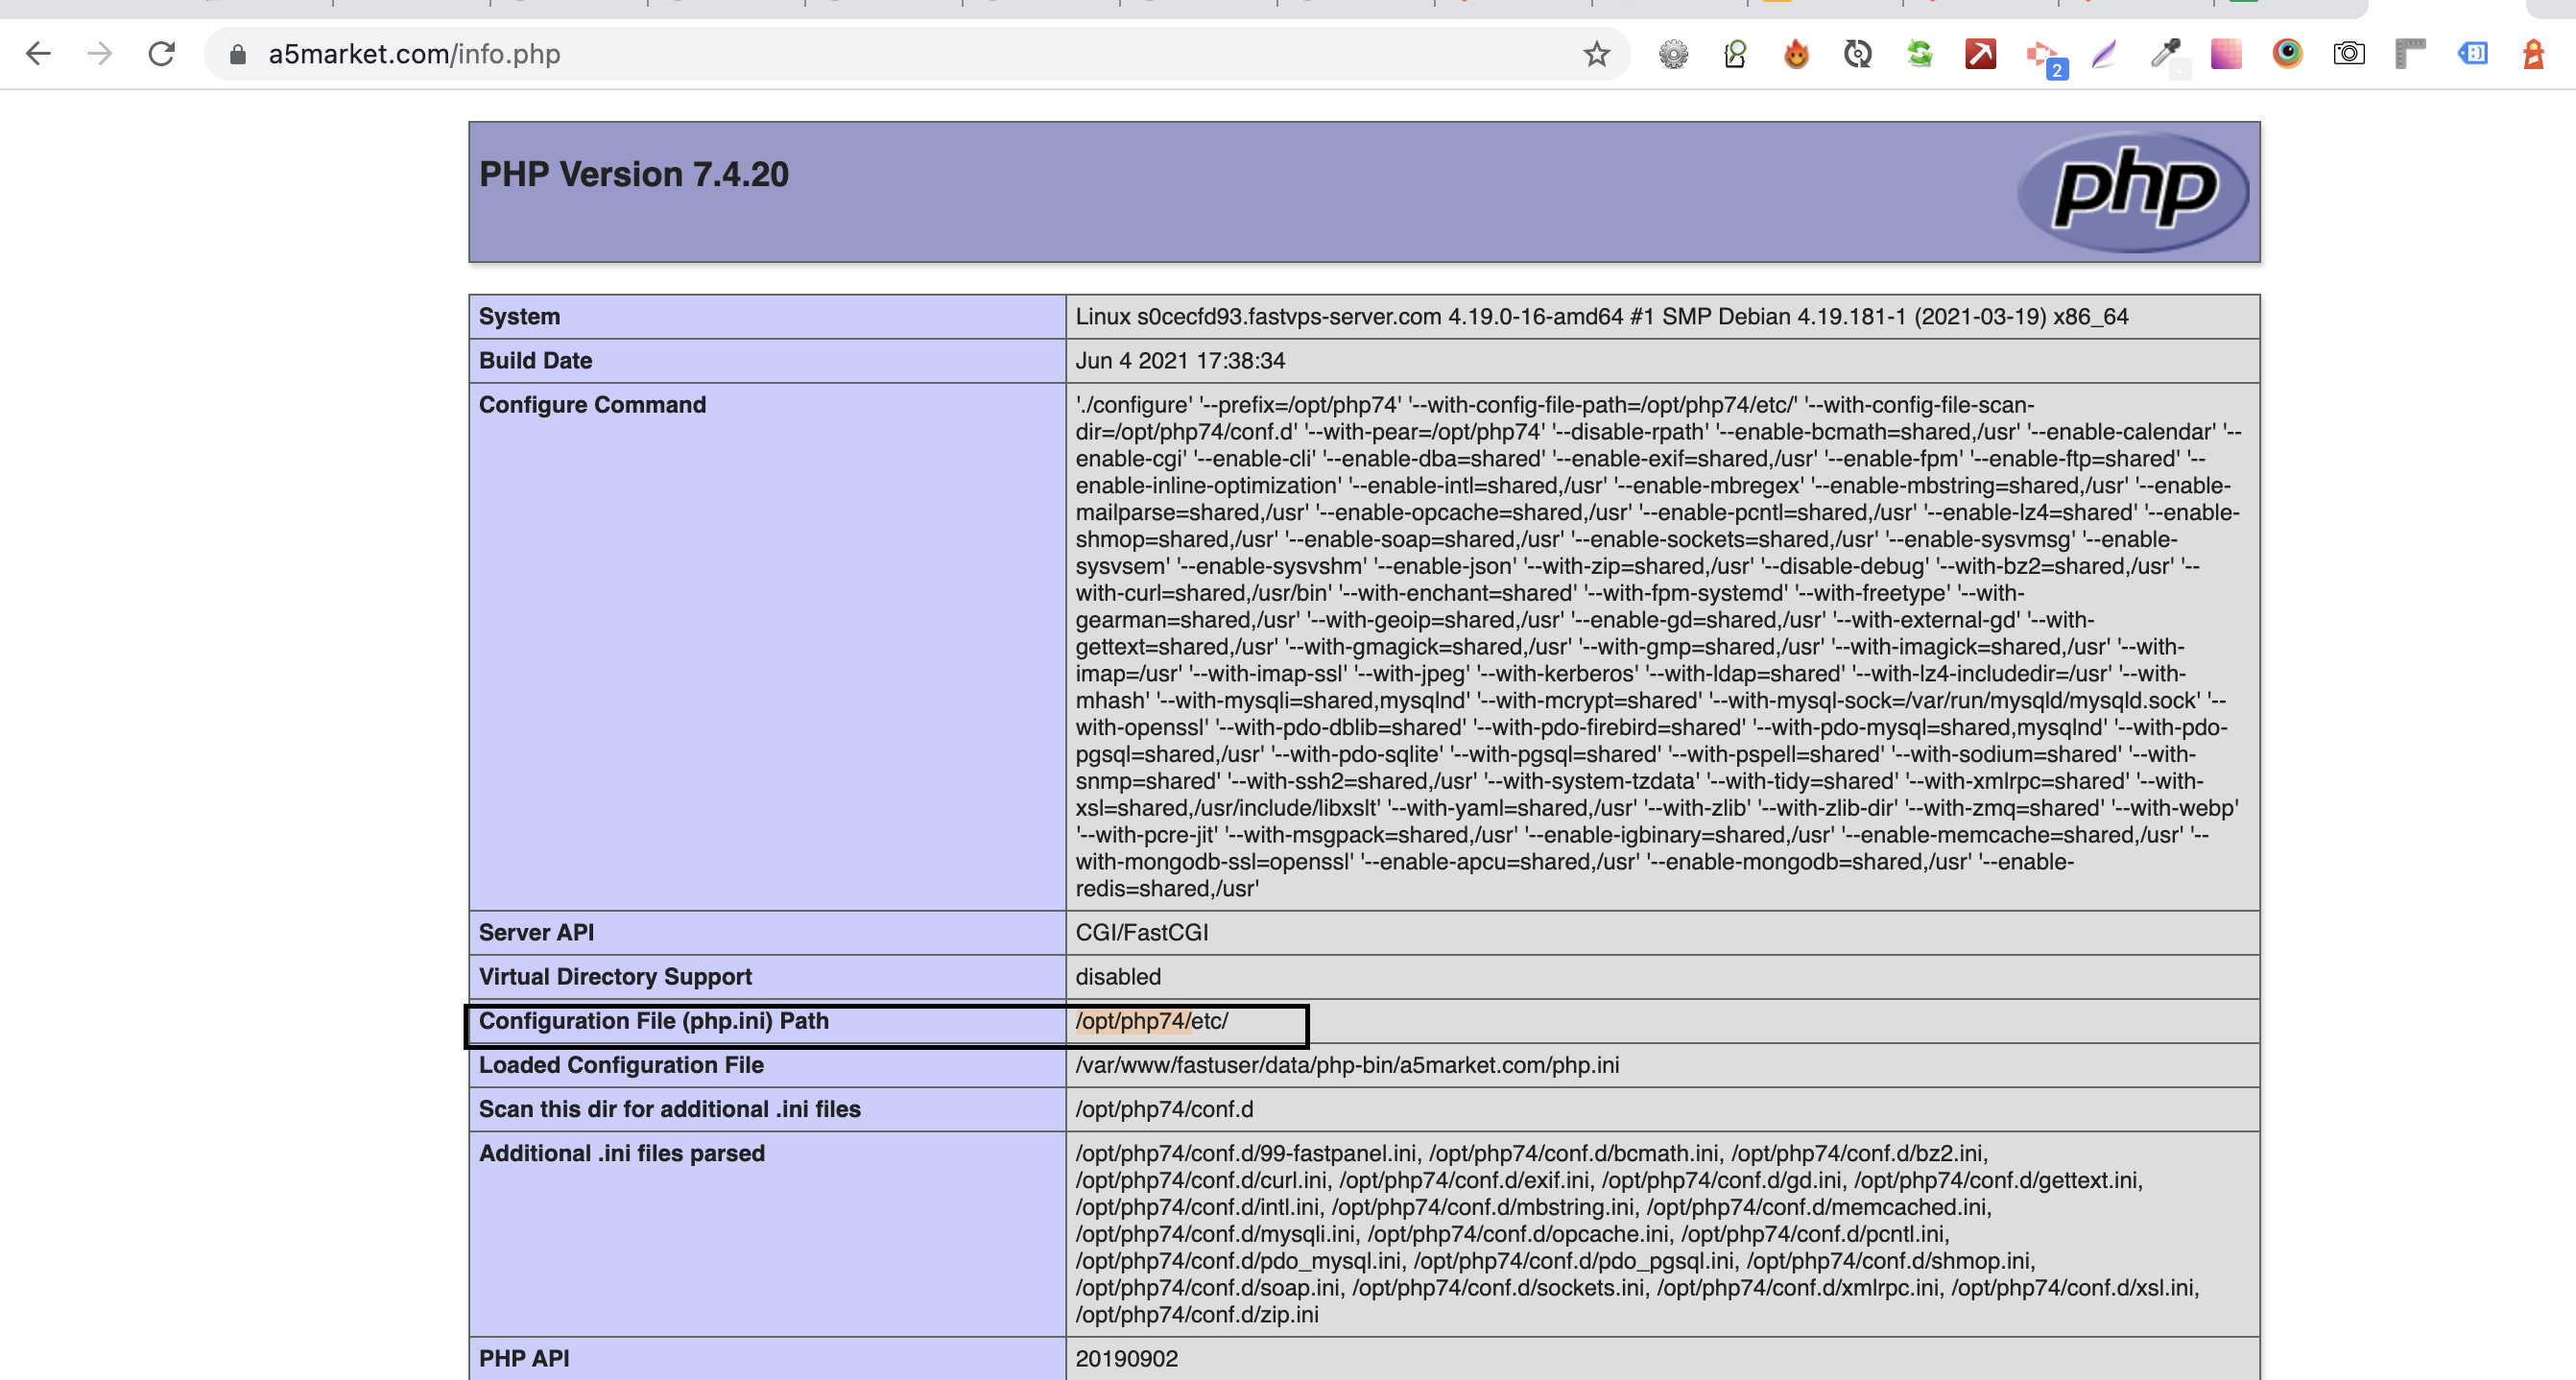 a5market.com/info.php
2
PHP Version 7.4.20
php
System
Linux s0cecfd93.fastvps-server.com 4.19.0-16-amd64 #1 SMP Debian 4.19.181-1 (2021-03-19) x86_64
Build Date
Jun 4 2021 17:38:34
Configure Command
'./configure' '--prefix=/opt/php74' '--with-config-file-path=/opt/php74/etc/' '--with-config-file-scan-
dir=/opt/php74/conf.d' '--with-pear=/opt/php74' '--disable-rpath' '--enable-bcmath=shared,/usr' '--enable-calendar' '--
enable-cgi' '--enable-cli' '--enable-dba=shared' '--enable-exif=shared,/usr' '--enable-fpm' '--enable-ftp=shared' '--
enable-inline-optimization' '--enable-intl=shared,/usr' '--enable-mbregex' '--enable-mbstring=shared,/usr' '--enable-
mailparse=shared,/usr' '--enable-opcache=shared,/usr' '--enable-pcntl=shared,/usr' '--enable-lz4=shared' '--enable-
shmop=shared,/usr' '--enable-soap=shared,/usr' '--enable-sockets=shared,/usr' '--enable-sysvmsg' '--enable-
sysvsem' '--enable-sysvshm' '--enable-json' '--with-zip=shared,/usr' '--disable-debug' '--with-bz2=shared,/usr' '--
with-curl=shared,/usr/bin' '--with-enchant=shared' '--with-fpm-systemd' '--with-freetype' '--with-
gearman=shared,/usr' '--with-geoip=shared,/usr' '--enable-gd=shared,/usr' '--with-external-gd' '--with-
gettext=shared,/usr' '--with-gmagick=shared,/usr' '--with-gmp=shared,/usr' '--with-imagick=shared,/usr' '--with-
imap=/usr' '--with-imap-ssl' '--with-jpeg' '--with-kerberos' '--with-ldap=shared' '--with-lz4-includedir=/usr' '--with-
mhash' '--with-mysqli=shared,mysqlnd' '--with-mcrypt=shared' '--with-mysql-sock=/var/run/mysqld/mysqld.sock' '--
with-openssl' '--with-pdo-dblib=shared' '--with-pdo-firebird=shared' '--with-pdo-mysql=shared,mysqlnd' '--with-pdo-
pgsql=shared,/usr' '--with-pdo-sqlite' '--with-pgsql=shared' '--with-pspell=shared' '--with-sodium=shared' '--with-
snmp=shared' '--with-ssh2=shared,/usr' '--with-system-tzdata' '--with-tidy=shared' '--with-xmlrpc=shared' '--with-
xsl=shared,/usr/include/libxslt' '--with-yaml=shared,/usr' '--with-zlib' '--with-zlib-dir' '--with-zmq=shared' '--with-webp'
'--with-pcre-jit' '--with-msgpack=shared,/usr' '--enable-igbinary=shared,/usr' '--enable-memcache=shared,/usr' '--
with-mongodb-ssl=openssl' '--enable-apcu=shared,/usr' '--enable-mongodb=shared,/usr' '--enable-
redis=shared,/usr'
Server API
CGI/FastCGI
Virtual Directory Support
disabled
Configuration File (php.ini) Path
/opt/php74/etc/
Loaded Configuration File
/var/www/fastuser/data/php-bin/a5market.com/php.ini
Scan this dir for additional .ini files
/opt/php74/conf.d
Additional .ini files parsed
/opt/php74/conf.d/99-fastpanel.ini, /opt/php74/conf.d/bcmath.ini, /opt/php74/conf.d/bz2.ini,
/opt/php74/conf.d/curl.ini, /opt/php74/conf.d/exif.ini, /opt/php74/conf.d/gd.ini, /opt/php74/conf.d/gettext.ini,
/opt/php74/conf.d/intl.ini, /opt/php74/conf.d/mbstring.ini, /opt/php74/conf.d/memcached.ini,
/opt/php74/conf.d/mysqli.ini, /opt/php74/conf.d/opcache.ini, /opt/php74/conf.d/pcntl.ini,
/opt/php74/conf.d/pdo_mysql.ini, /opt/php74/conf.d/pdo_pgsql.ini, /opt/php74/conf.d/shmop.ini,
/opt/php74/conf.d/soap.ini, /opt/php74/conf.d/sockets.ini, /opt/php74/conf.d/xmlrpc.ini, /opt/php74/conf.d/xsl.ini,
/opt/php74/conf.d/zip.ini
PHP API
20190902